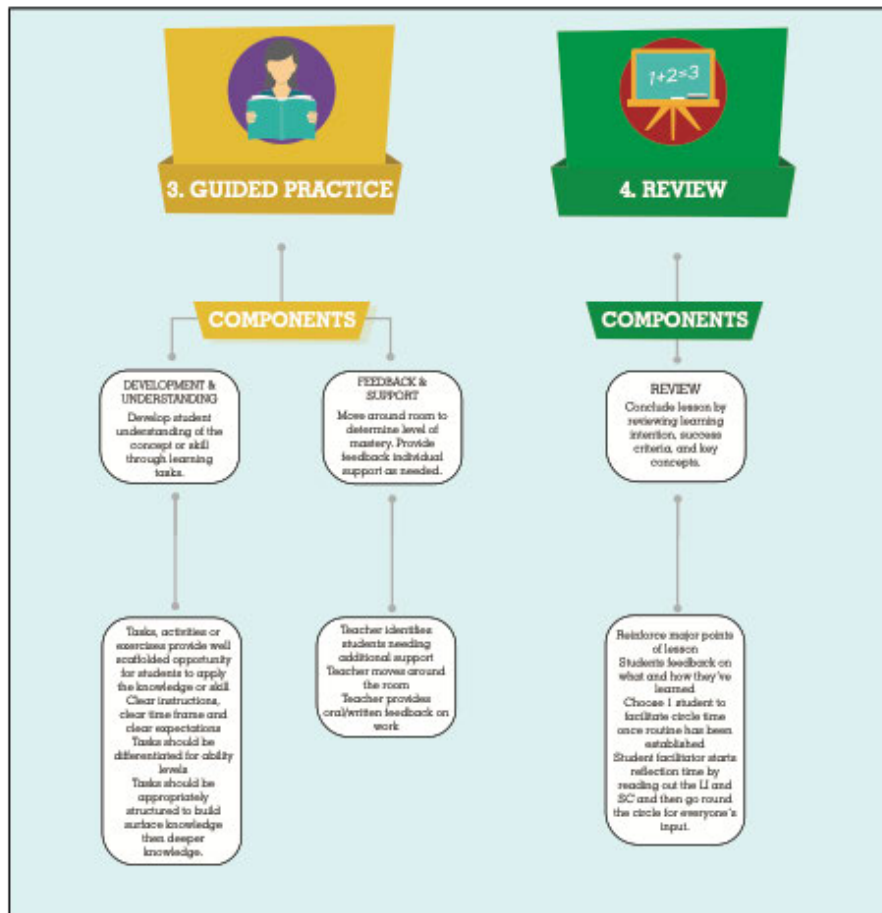 1+2=3
3. GUIDED PRACTICE
4. REVIEW
COMPONENTS
COMPONENTS
DEVELOPMENT &
UNDERSTANDING
Develop student
understanding of the
concept or skill
through learning
tasks.
FEEDBACK &
SUPPORT
Move around room to
determine level of
mastery. Provide
feedback individual
support as needed.
REVIEW
Conclude lesson by
reviewing learning
intention, success
criteria, and key
concepts.
Tasks, activities or
exercises provide well
scaffolded opportunity
for students to apply
the knowledge or skill
Clear instructions,
clear time frame and
clear expectations
Tasks should be
differentiated for ability
levels
Tasks should be
appropriately
structured to build
surface knowledge
then deeper
knowledge.
Teacher identifies
students needing
additional support
Teacher moves around
the room
Teacher provides
oral/written feedback on
work
Reinforce major points
of lesson
Students feedback on
what and how they've
learned
Choose 1 student to
facilitate circle time
once routine has been
established
Student facilitator starts
reflection time by
reading out the LI and
SC and then go round
the circle for everyone's
input.